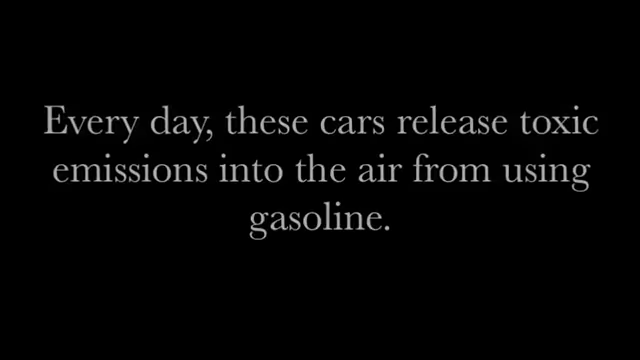 Every day, these cars release toxic
emissions into the air from using
gasoline.